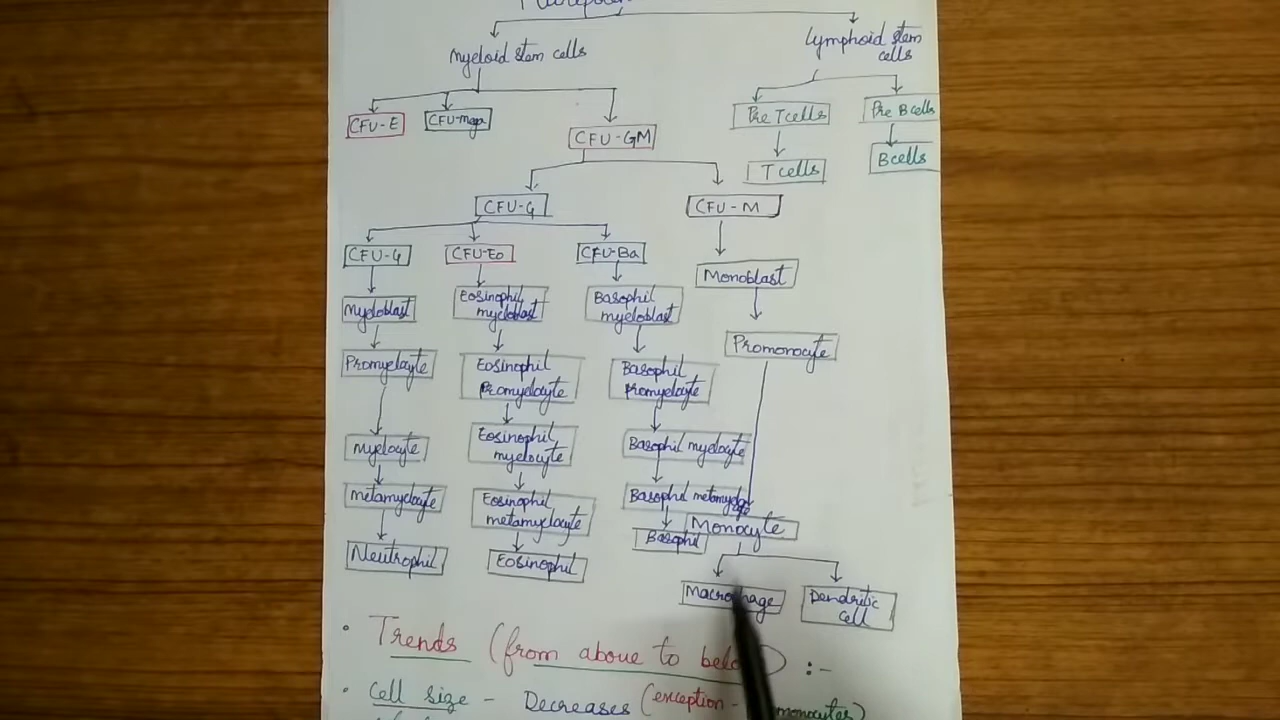 Myeloid stem cells
Lymphoid stem
cells
CFU-E
CFU-mega
CFU-GM
Pre T cells
Pre B cells
T cells
B cells
CFU-G
CFU-M
CFU-G
CFU-Eo
CFU-Ba
Monoblast
Myeloblast
Eosinophil
myeloblast
Basophil
myeloblast
Promonocyte
Promyelocyte
Eosinophil
Promyelocyte
Basophil
Promyelocyte
myelocyte
Eosinophil
myelocyte
Basophil myelocyte
metamyelocyte
Eosinophil
metamyelocyte
Basophil
Monocyte
Basophil
Neutrophil
Eosinophil
Macrophage
Dendritic
cell
• Trends (from above to below) :-
• Cell size - Decreases (exception - monocytes)